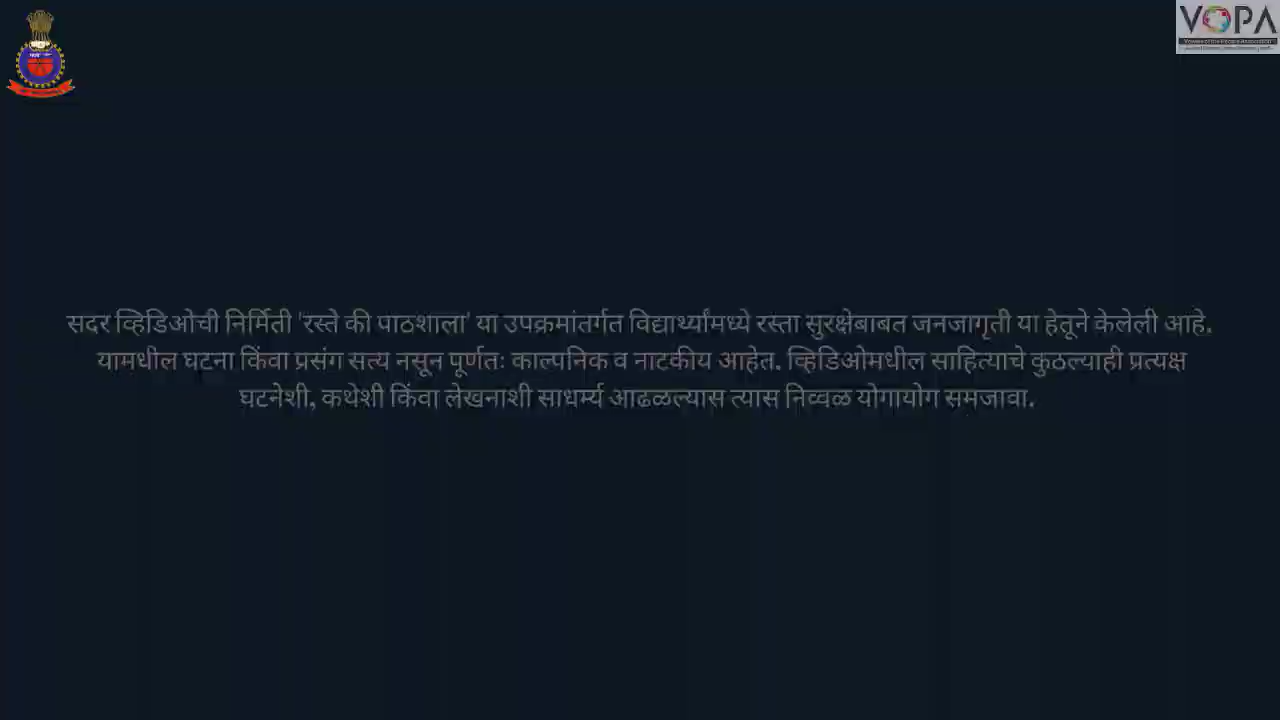 VOPA
सदर व्हिडिओची निर्मिती 'रस्ते की पाठशाला' या उपक्रमांतर्गत विद्यार्थ्यांमध्ये रस्ता सुरक्षेबाबत जनजागृती या हेतूने केलेली आहे.
यामधील घटना किंवा प्रसंग सत्य नसून पूर्णतः काल्पनिक व नाटकीय आहेत. व्हिडिओमधील साहित्याचे कुठल्याही प्रत्यक्ष
घटनेशी, कथेशी किंवा लेखनाशी साधर्म्य आढळल्यास त्यास निव्वळ योगायोग समजावा.